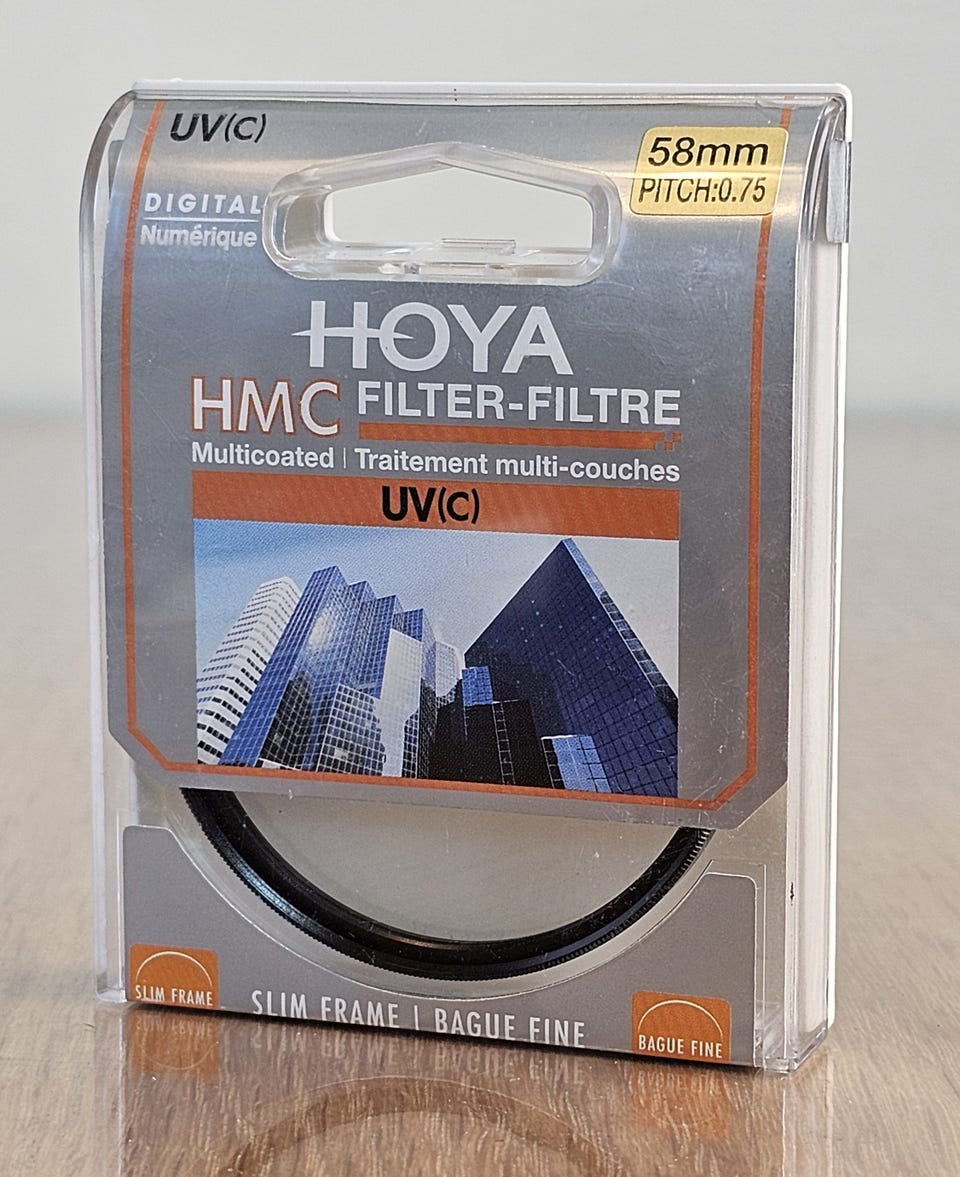 UV(C)
58mm
PITCH:0.75
DIGITAL
Numérique
HOYA
HMC FILTER-FILTRE
Multicoated | Traitement multi-couches
UV(C)
SLIM FRAME
SLIM FRAME | BAGUE FINE
BAGUE FINE